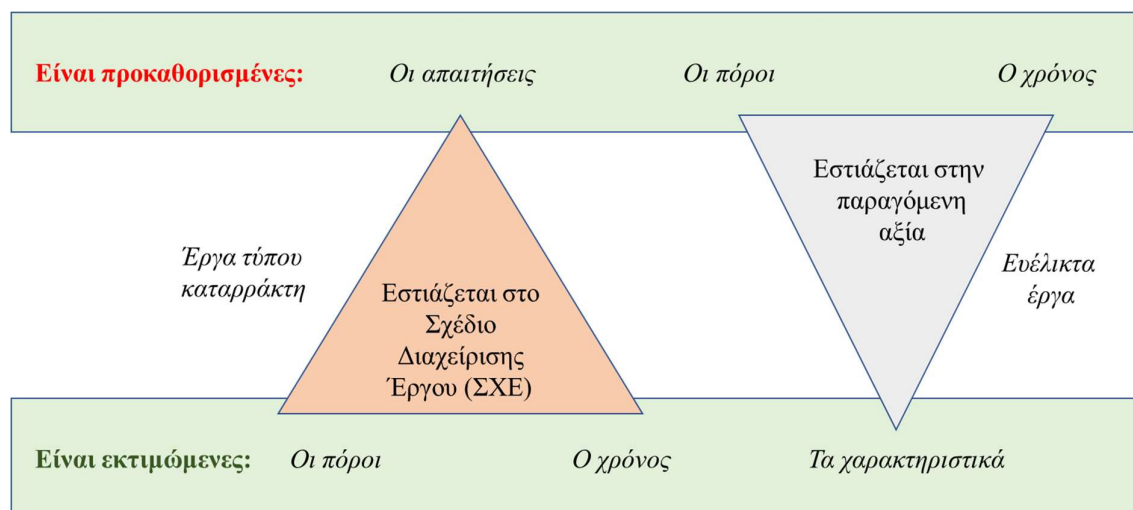 Είναι προκαθορισμένες: Οι απαιτήσεις Οι πόροι Ο χρόνος
Έργα τύπου
καταρράκτη
Εστιάζεται στο
Σχέδιο
Διαχείρισης
Έργου (ΣΧΕ)
Εστιάζεται στην
παραγόμενη
αξία
Ευέλικτα
έργα
Είναι εκτιμώμενες: Οι πόροι Ο χρόνος Τα χαρακτηριστικά